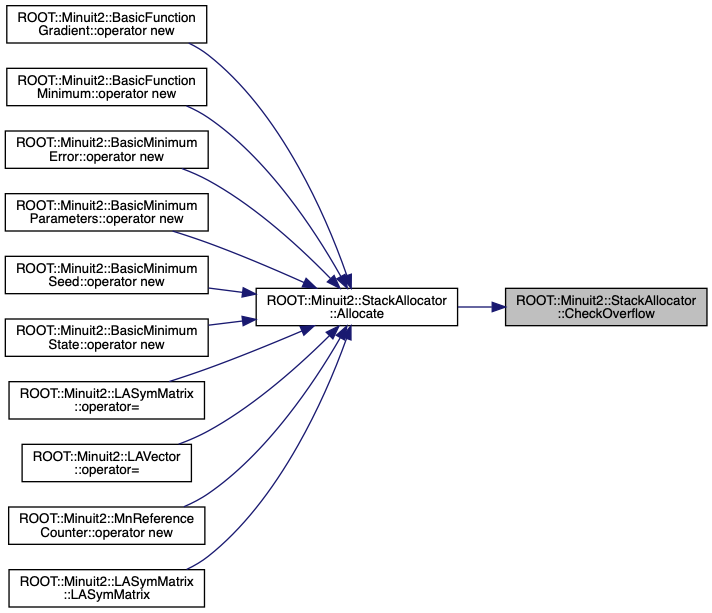 ROOT::Minuit2::BasicFunction
Gradient::operator new
ROOT::Minuit2::BasicFunction
Minimum::operator new
ROOT::Minuit2::BasicMinimum
Error::operator new
ROOT::Minuit2::BasicMinimum
Parameters::operator new
ROOT::Minuit2::BasicMinimum
Seed::operator new
ROOT::Minuit2::BasicMinimum
State::operator new
ROOT::Minuit2::LASymMatrix
::operator=
ROOT::Minuit2::LAVector
::operator=
ROOT::Minuit2::MnReference
Counter::operator new
ROOT::Minuit2::LASymMatrix
::LASymMatrix
ROOT::Minuit2::StackAllocator
::Allocate
ROOT::Minuit2::StackAllocator
::CheckOverflow